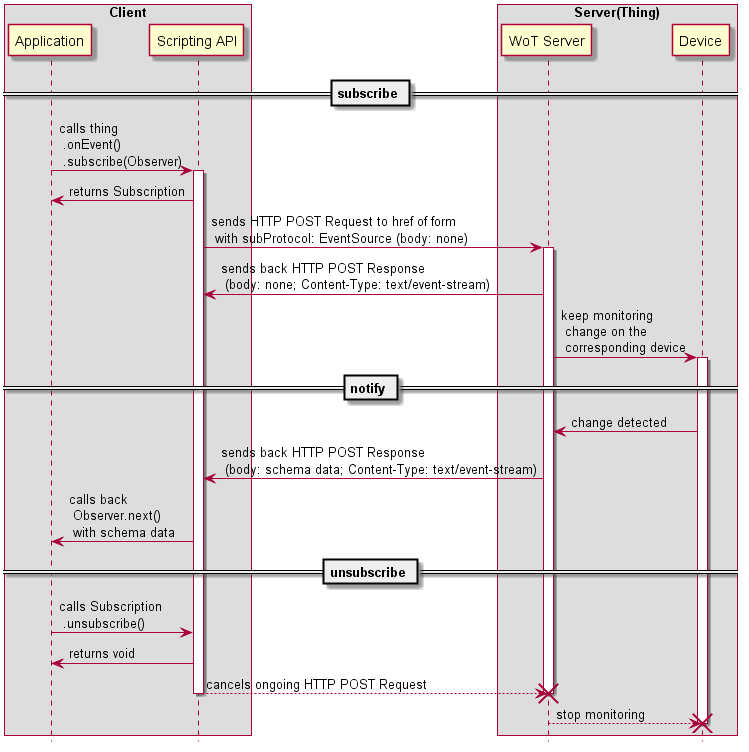 Client
Server(Thing)
Application
Scripting API
WoT Server
Device
subscribe
calls thing
.onEvent()
.subscribe(Observer)
returns Subscription
sends HTTP POST Request to href of form
with subProtocol: EventSource (body: none)
sends back HTTP POST Response
(body: none; Content-Type: text/event-stream)
keep monitoring
change on the
corresponding device
notify
change detected
sends back HTTP POST Response
(body: schema data; Content-Type: text/event-stream)
calls back
Observer.next()
with schema data
unsubscribe
calls Subscription
.unsubscribe()
returns void
cancels ongoing HTTP POST Request
stop monitoring